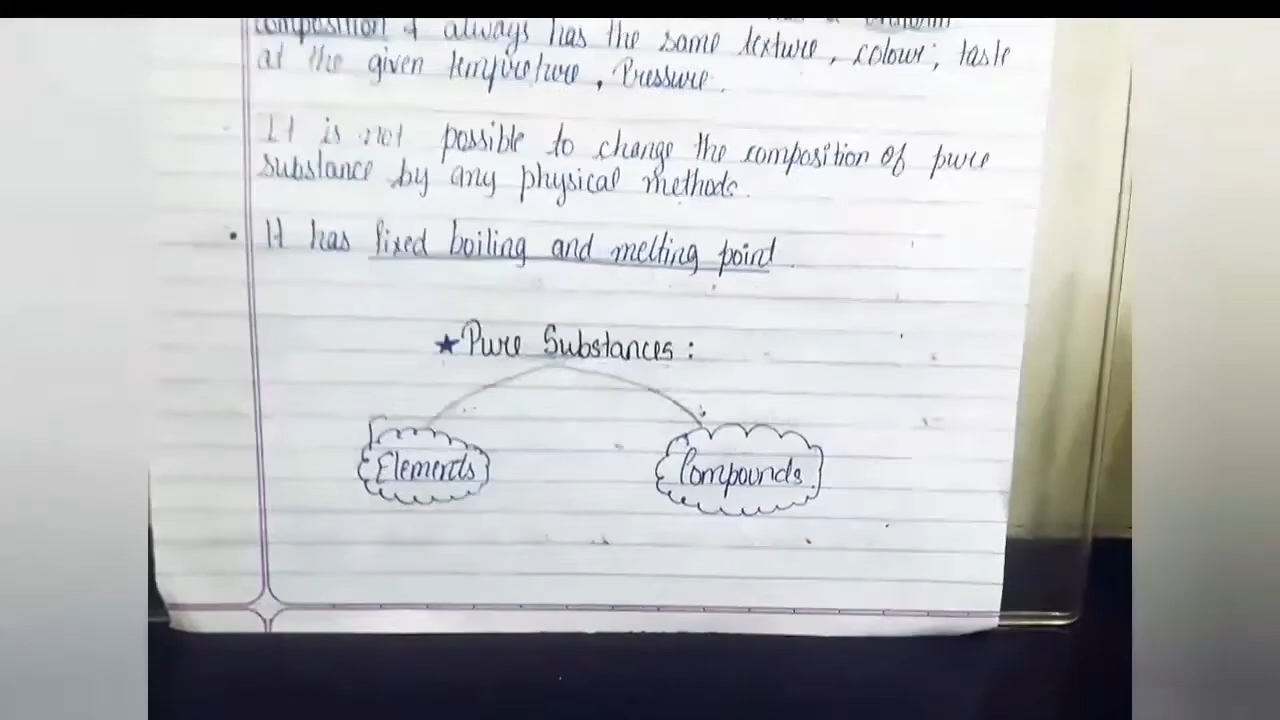 composition & always has the same texture, colour, taste
at the given tempireture, Pressure.
It is not possible to change the composition of pure
substance by any physical methods.
• It has fixed boiling and melting point.
★ Pure Substances :
Elements
Compounds